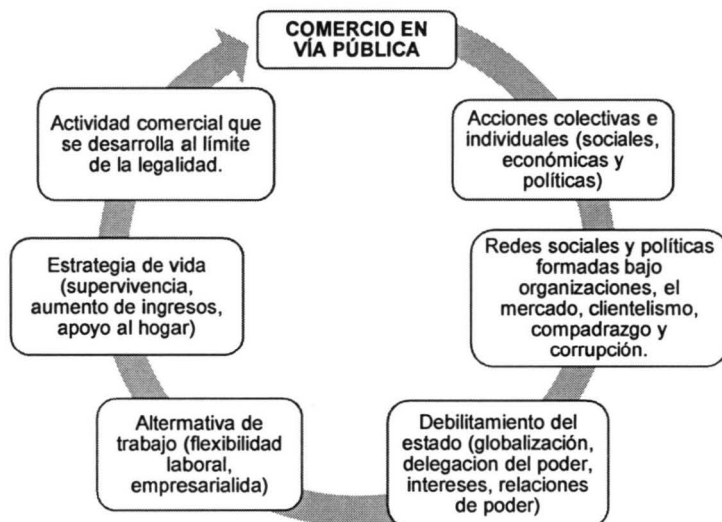 COMERCIO EN
VÍA PÚBLICA
Acciones colectivas e
individuales (sociales,
económicas y
políticas)
Redes sociales y políticas
formadas bajo
organizaciones, el
mercado, clientelismo,
compadrazgo y
corrupción.
Debilitamiento del
estado (globalización,
delegacion del poder,
intereses, relaciones
de poder)
Altermativa de
trabajo (flexibilidad
laboral,
empresarialida)
Estrategia de vida
(supervivencia,
aumento de ingresos,
apoyo al hogar)
Actividad comercial que
se desarrolla al límite
de la legalidad.